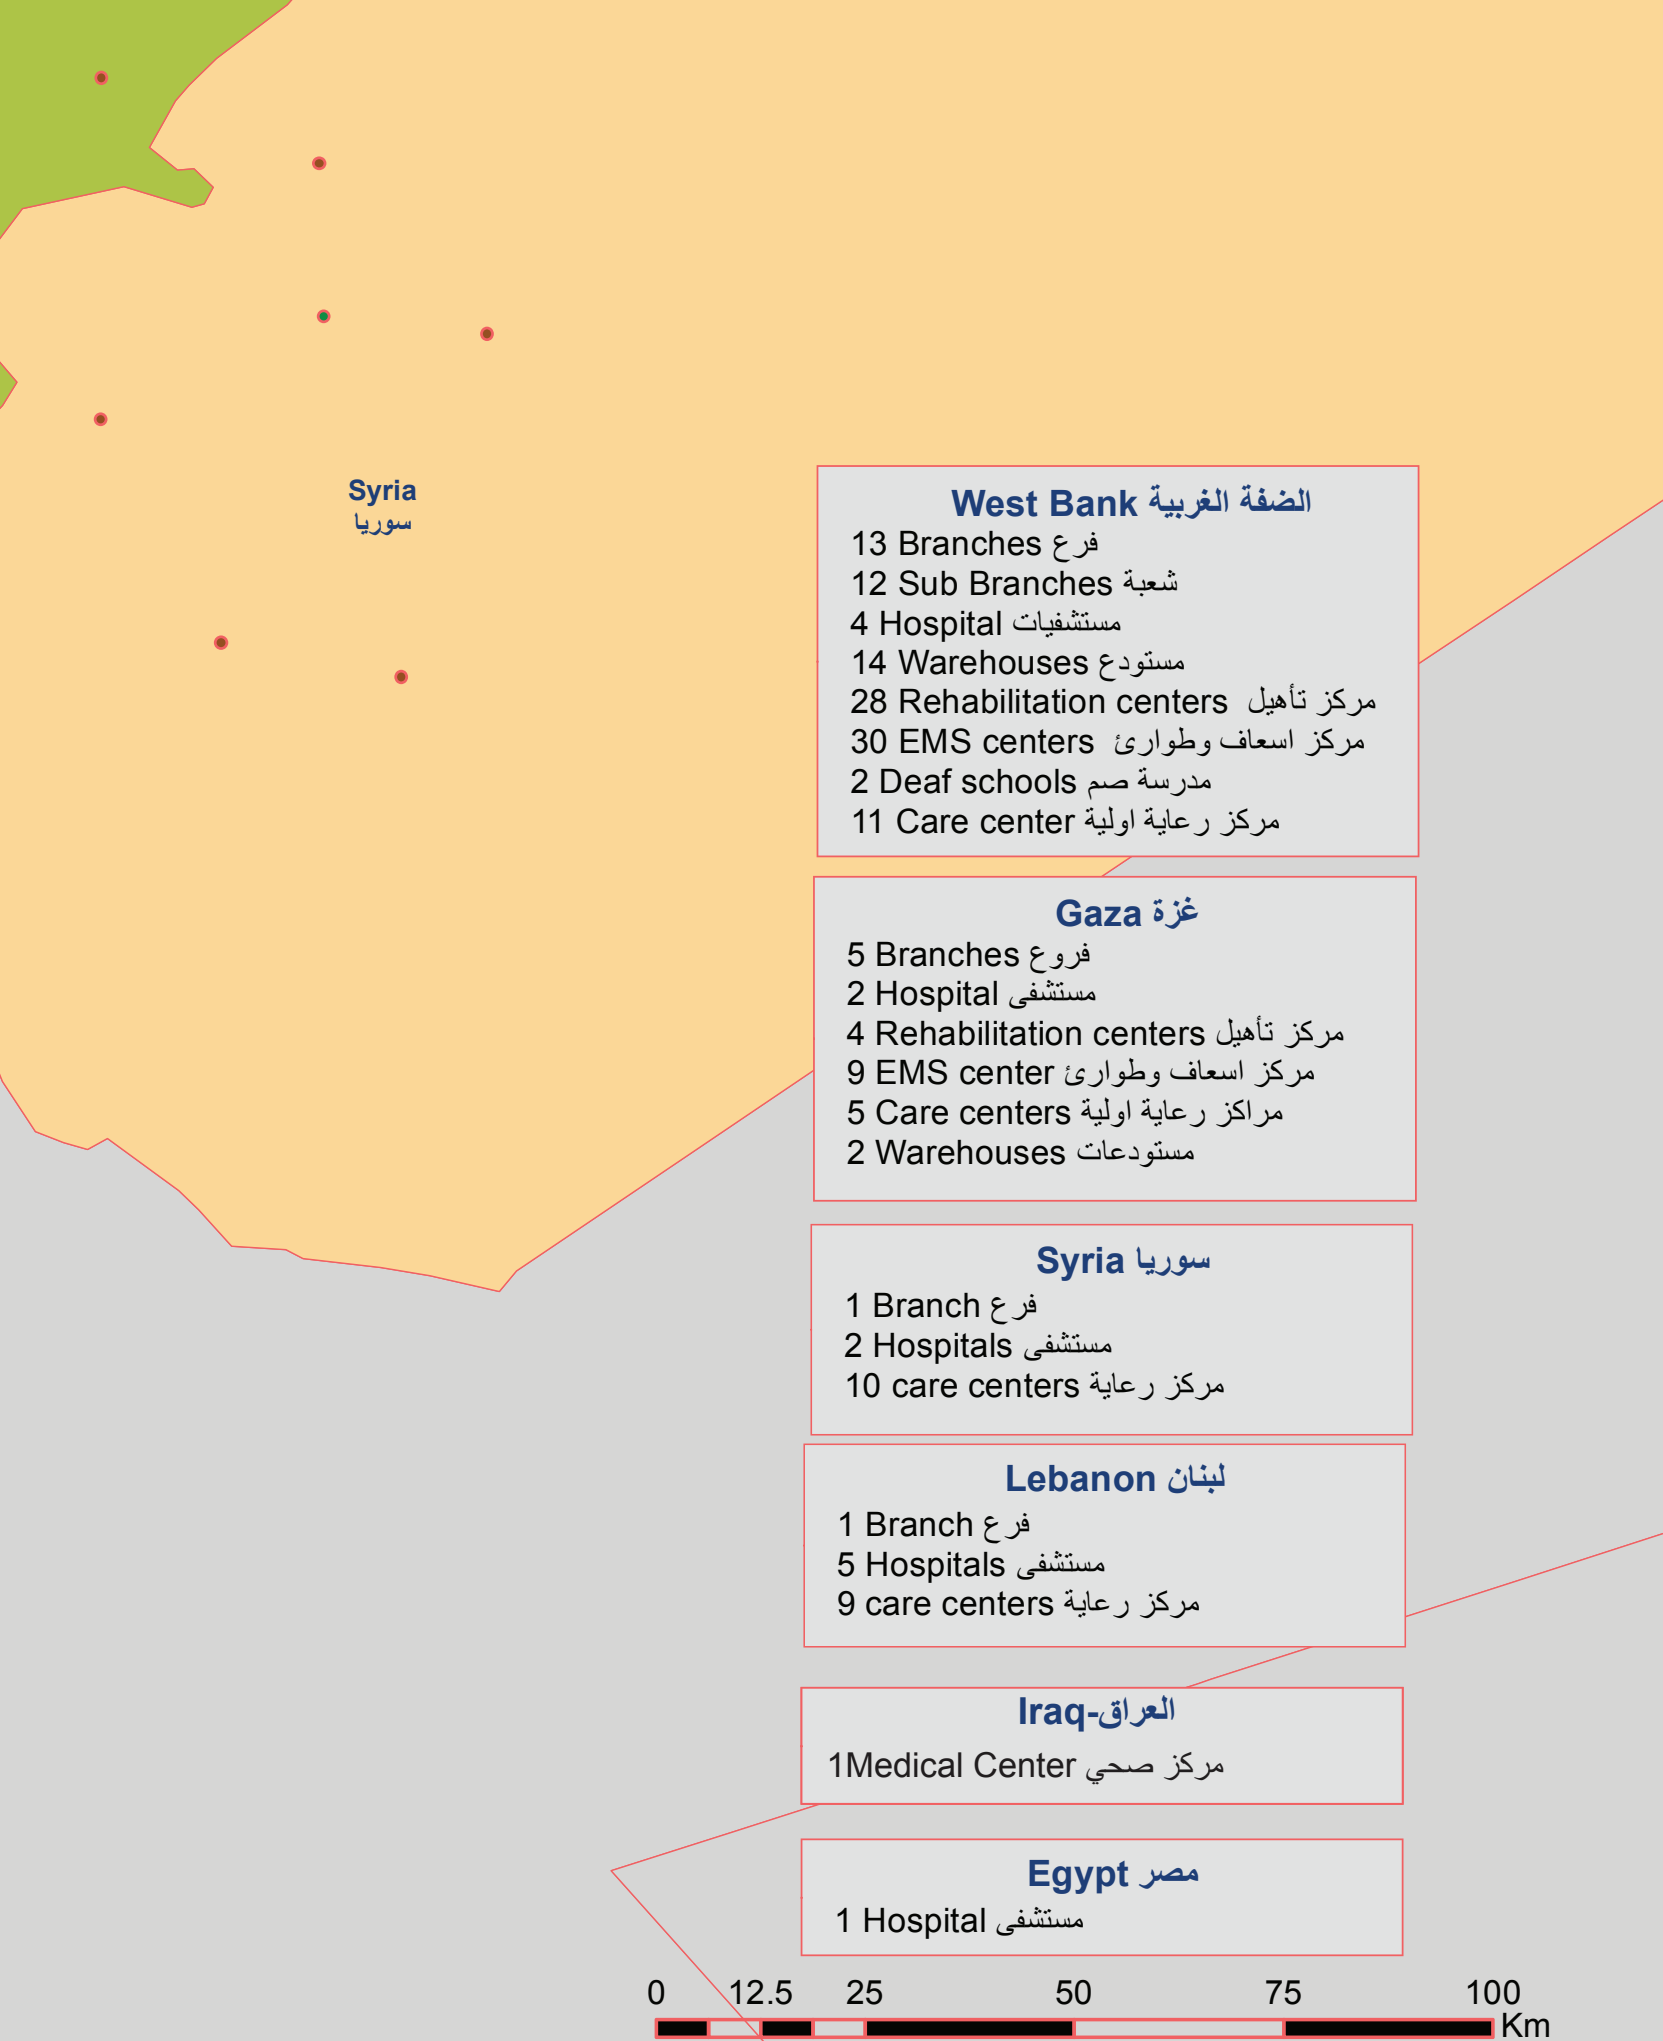 Syria
سوريا
West Bank الضفة الغربية
13 Branches فرع
12 Sub Branches شعبة
4 Hospital مستشفيات
14 Warehouses مستودع
28 Rehabilitation centers مركز تأهيل
30 EMS centers مركز اسعاف وطوارئ
2 Deaf schools مدرسة صم
11 Care center مركز رعاية اولية
Gaza غزة
5 Branches فروع
2 Hospital مستشفى
4 Rehabilitation centers مركز تأهيل
9 EMS center مركز اسعاف وطوارئ
5 Care centers مراكز رعاية اولية
2 Warehouses مستودعات
Syria سوريا
1 Branch فرع
2 Hospitals مستشفى
10 care centers مركز رعاية
Lebanon لبنان
1 Branch فرع
5 Hospitals مستشفى
9 care centers مركز رعاية
Iraq-العراق
1Medical Center مركز صحي
Egypt مصر
1 Hospital مستشفى
0 12.5 25 50 75 100
Km